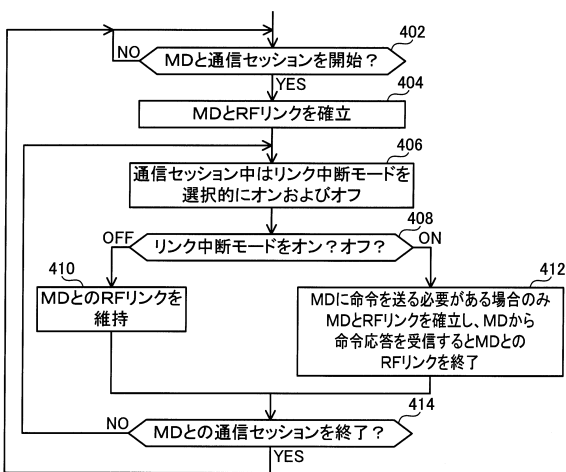 402
NO
MDと通信セッションを開始？
YES
404
MDとRFリンクを確立
406
通信セッション中はリンク中断モードを
選択的にオンおよびオフ
408
OFF
リンク中断モードをオン？オフ？
ON
410
MDとのRFリンクを
維持
412
MDに命令を送る必要がある場合のみ
MDとRFリンクを確立し、MDから
命令応答を受信するとMDとの
RFリンクを終了
414
NO
MDとの通信セッションを終了？
YES